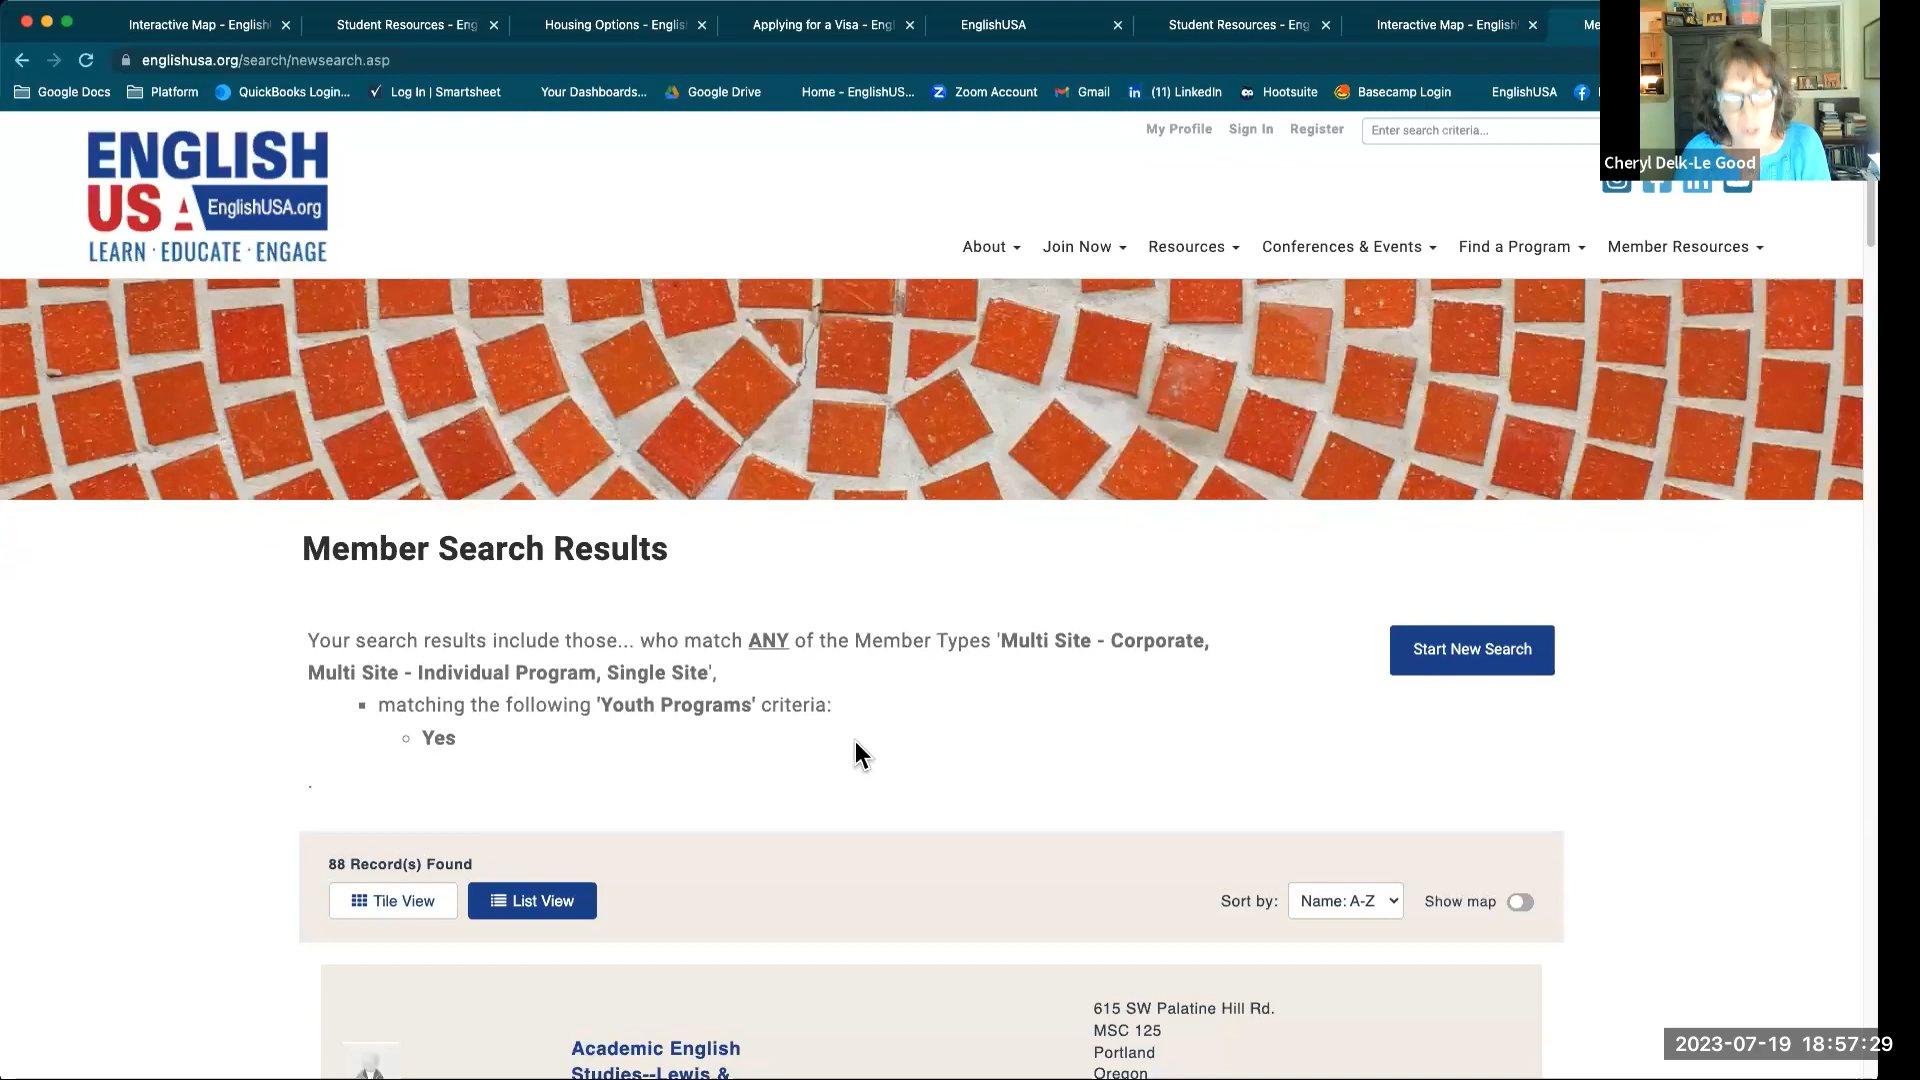 Interactive Map - English
Student Resources - Eng
Housing Options - English
Applying for a Visa - Engl
EnglishUSA
Student Resources - Eng
Interactive Map - English
Me
englishusa.org/search/newsearch.asp
Google Docs
Platform
QuickBooks Login...
Log In | Smartsheet
Your Dashboards...
Google Drive
Home - EnglishUS...
Zoom Account
Gmail
(11) LinkedIn
Hootsuite
Basecamp Login
EnglishUSA
Cheryl Delk-Le Good
My Profile Sign In Register
Enter search criteria...
ENGLISH
USA
EnglishUSA.org
LEARN · EDUCATE · ENGAGE
About Join Now Resources Conferences & Events Find a Program Member Resources
Member Search Results
Your search results include those... who match ANY of the Member Types 'Multi Site - Corporate,
Multi Site - Individual Program, Single Site',
▪ matching the following 'Youth Programs' criteria:
○ Yes
.
Start New Search
88 Record(s) Found
Tile View
List View
Sort by: Name: A-Z
Show map
Academic English
Studies--Lewis &
615 SW Palatine Hill Rd.
MSC 125
Portland
Oregon
2023-07-19 18:57:29